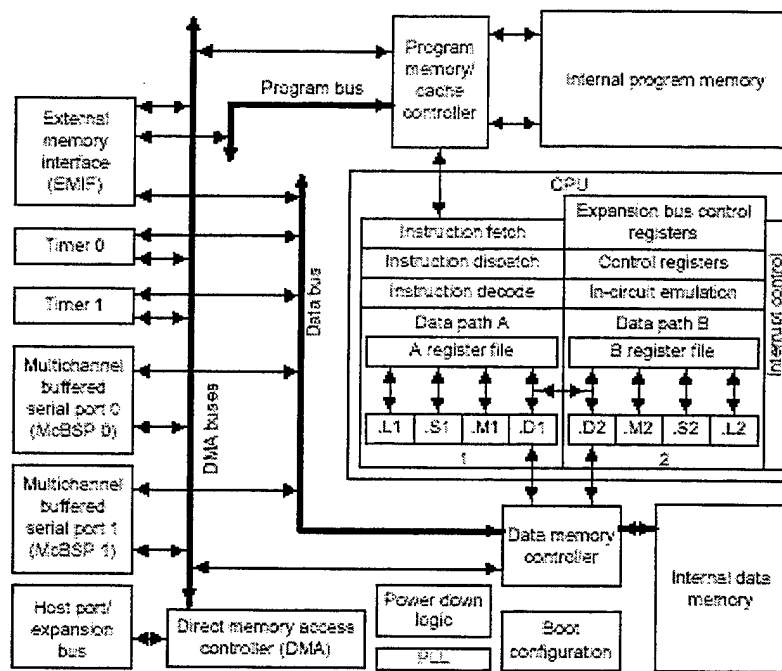 Program
memory/
cache
controller
Internal program memory
Program bus
External
memory
interface
(EMIF)
CPU
Instruction fetch
Expansion bus control
registers
Timer 0
Instruction dispatch
Control registers
Timer 1
Instruction decode
In-circuit emulation
Interrupt control
Data bus
DMA buses
Data path A
Data path B
A register file
B register file
Multichannel
buffered
serial port 0
(McBSP 0)
.L1 .S1 .M1 .D1
.D2 .M2 .S2 .L2
1
2
Multichannel
buffered
serial port 1
(McBSP 1)
Data memory
controller
Internal data
memory
Host port/
expansion
bus
Direct memory access
controller (DMA)
Power down
logic
PLL
Boot
configuration